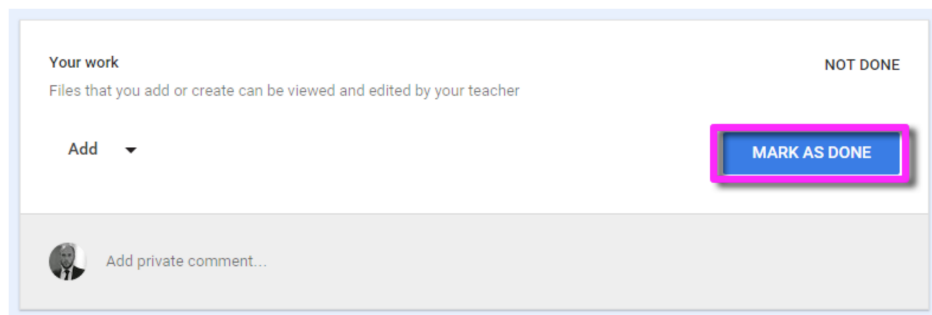 Your work
NOT DONE
Files that you add or create can be viewed and edited by your teacher
Add
MARK AS DONE
Add private comment...